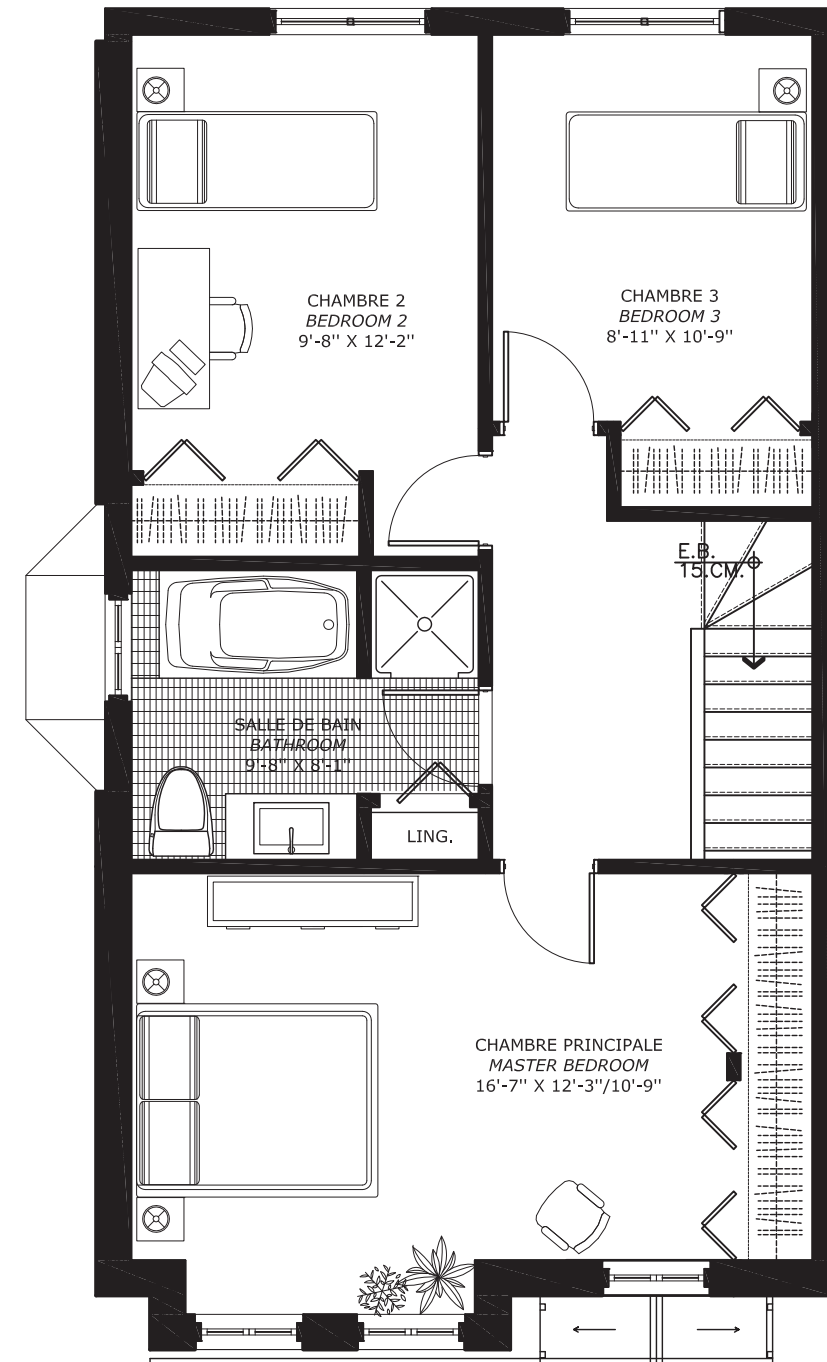 CHAMBRE 2
BEDROOM 2
9'-8" X 12'-2"
CHAMBRE 3
BEDROOM 3
8'-11" X 10'-9"
E.B.
15.CM.
SALLE DE BAIN
BATHROOM
9'-8" X 8'-1"
LING.
CHAMBRE PRINCIPALE
MASTER BEDROOM
16'-7" X 12'-3"/10'-9"